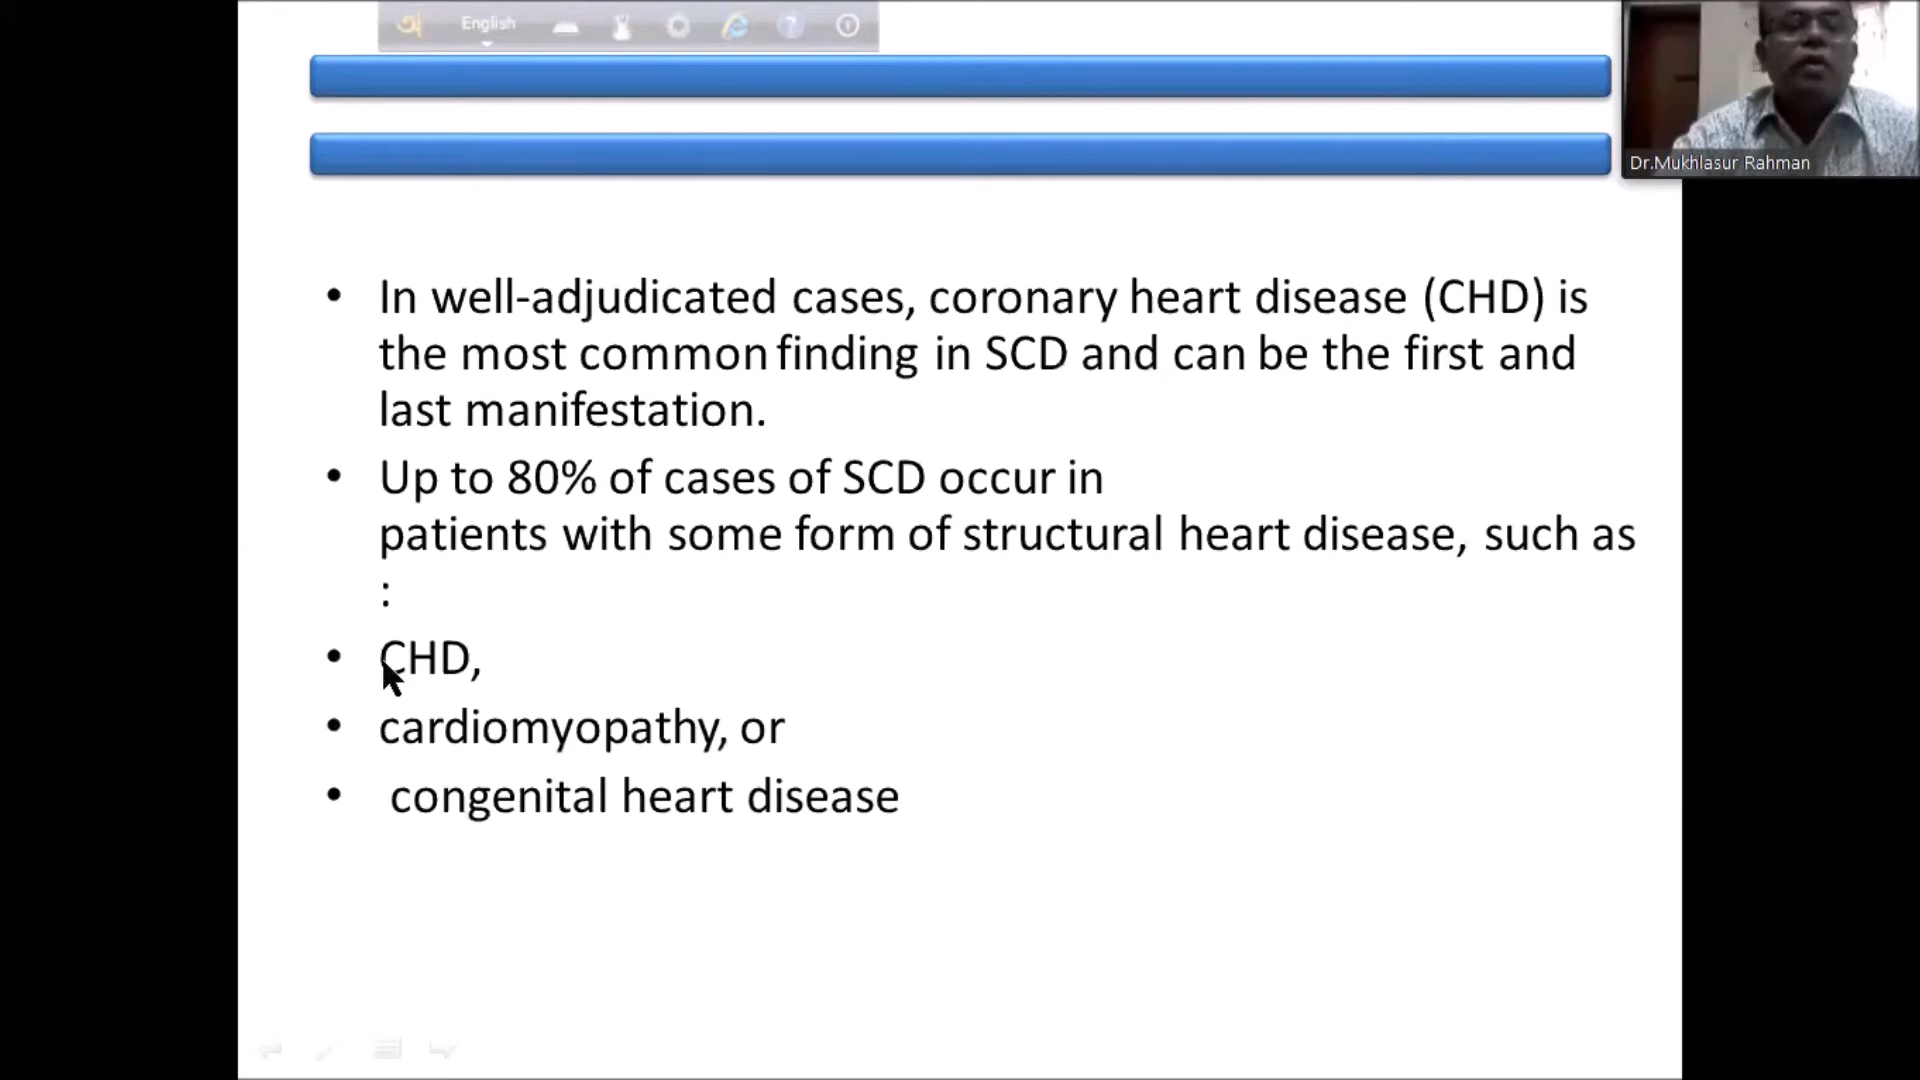 English
Dr.Mukhlasur Rahman
• In well-adjudicated cases, coronary heart disease (CHD) is
the most common finding in SCD and can be the first and
last manifestation.
• Up to 80% of cases of SCD occur in
patients with some form of structural heart disease, such as
:
• CHD,
• cardiomyopathy, or
• congenital heart disease